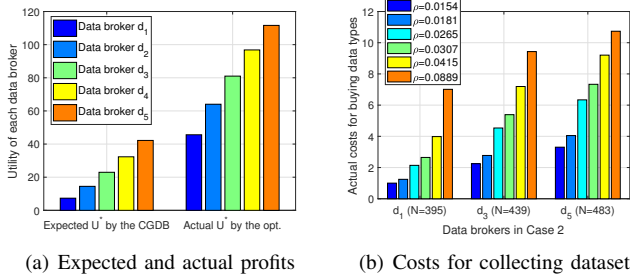 120
100
80
60
40
20
0
Utility of each data broker
Data broker d1
Data broker d2
Data broker d3
Data broker d4
Data broker d5
Expected U* by the CGDB
Actual U* by the opt.
(a) Expected and actual profits
12
10
8
6
4
2
0
Actual costs for buying data types
ρ=0.0154
ρ=0.0181
ρ=0.0265
ρ=0.0307
ρ=0.0415
ρ=0.0889
d1 (N=395)
d3 (N=439)
d5 (N=483)
Data brokers in Case 2
(b) Costs for collecting dataset